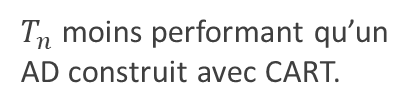 Tn moins performant qu’un
AD construit avec CART.